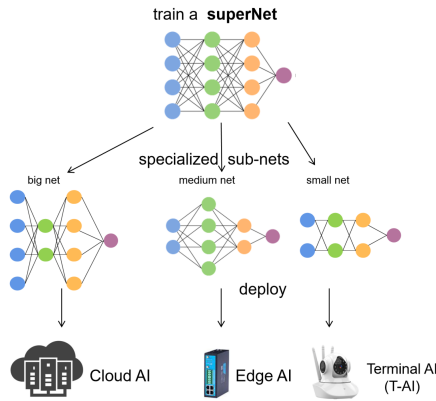 train a superNet
specialized sub-nets
big net
medium net
small net
deploy
Cloud AI
Edge AI
Terminal AI
(T-AI)